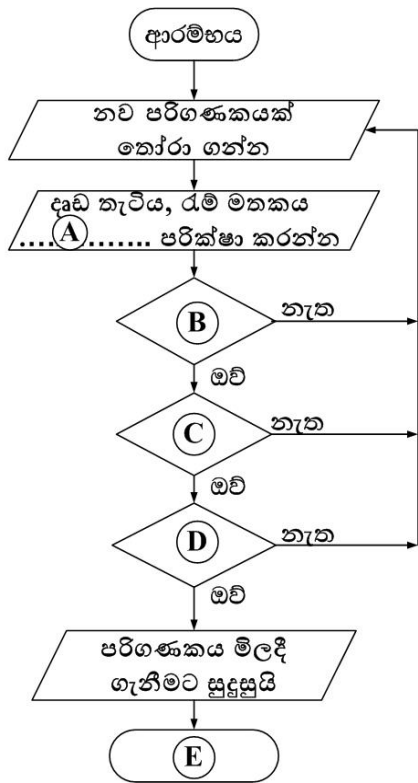 ආරම්භය
නව පරිගණකයක්
තෝරා ගන්න
දෘඩ තැටිය, රැම් මතකය
.....A............ පරික්ෂා කරන්න
B
නැත
ඔව්
C
නැත
ඔව්
D
නැත
ඔව්
පරිගණකය මිලදී
ගැනීමට සුදුසුයි
E